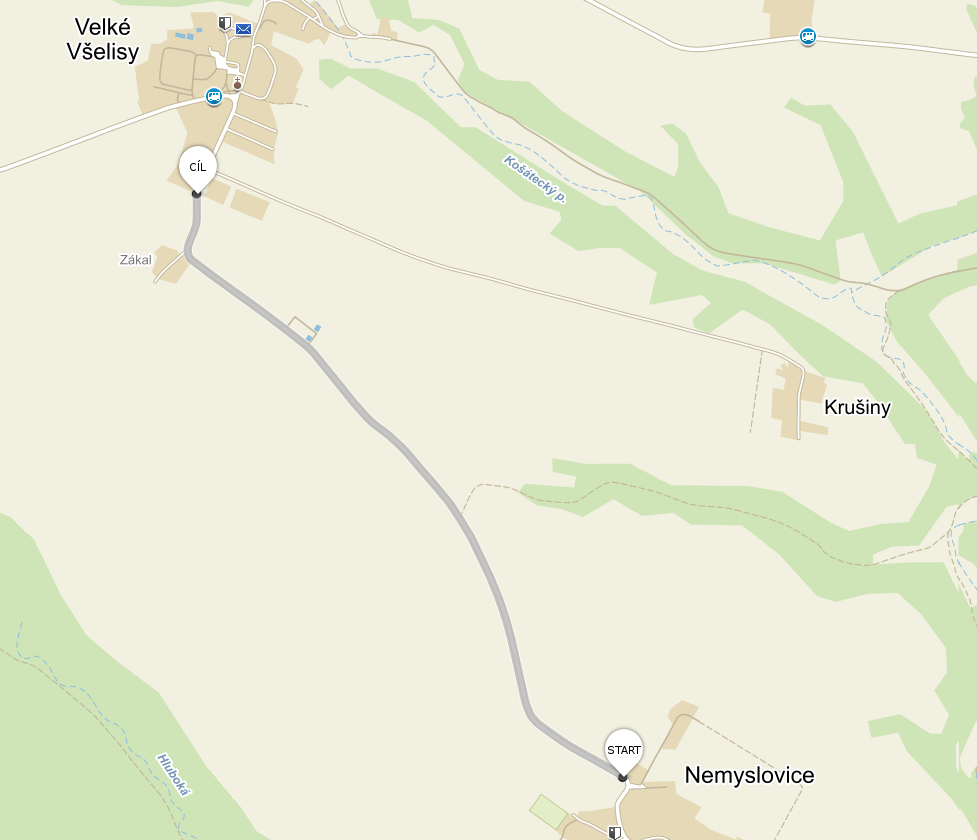 Velké
Všelisy
CÍL
Košátecký p.
Zákal
Krušiny
START
Nemyslovice
Hluboká